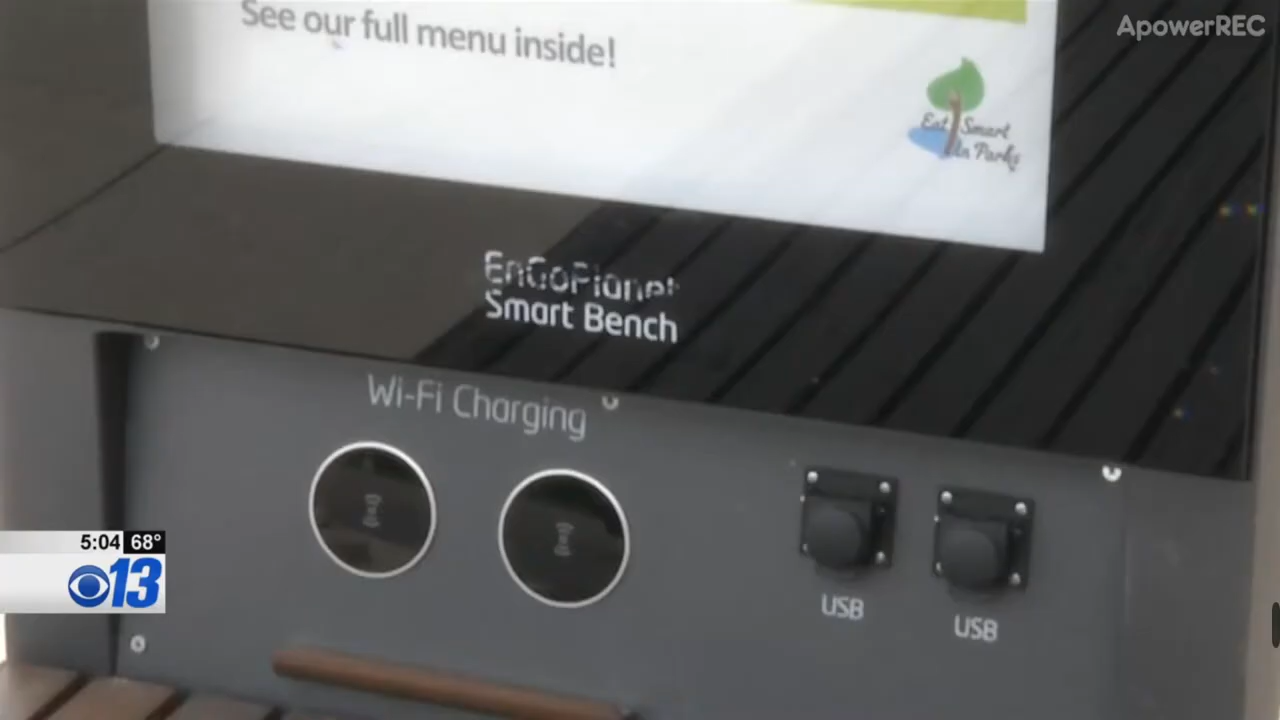 ApowerREC
See our full menu inside!
Eat Smart
In Parks
EnGoPlanet
Smart Bench
Wi-Fi Charging
USB
USB
5:04 68°
13